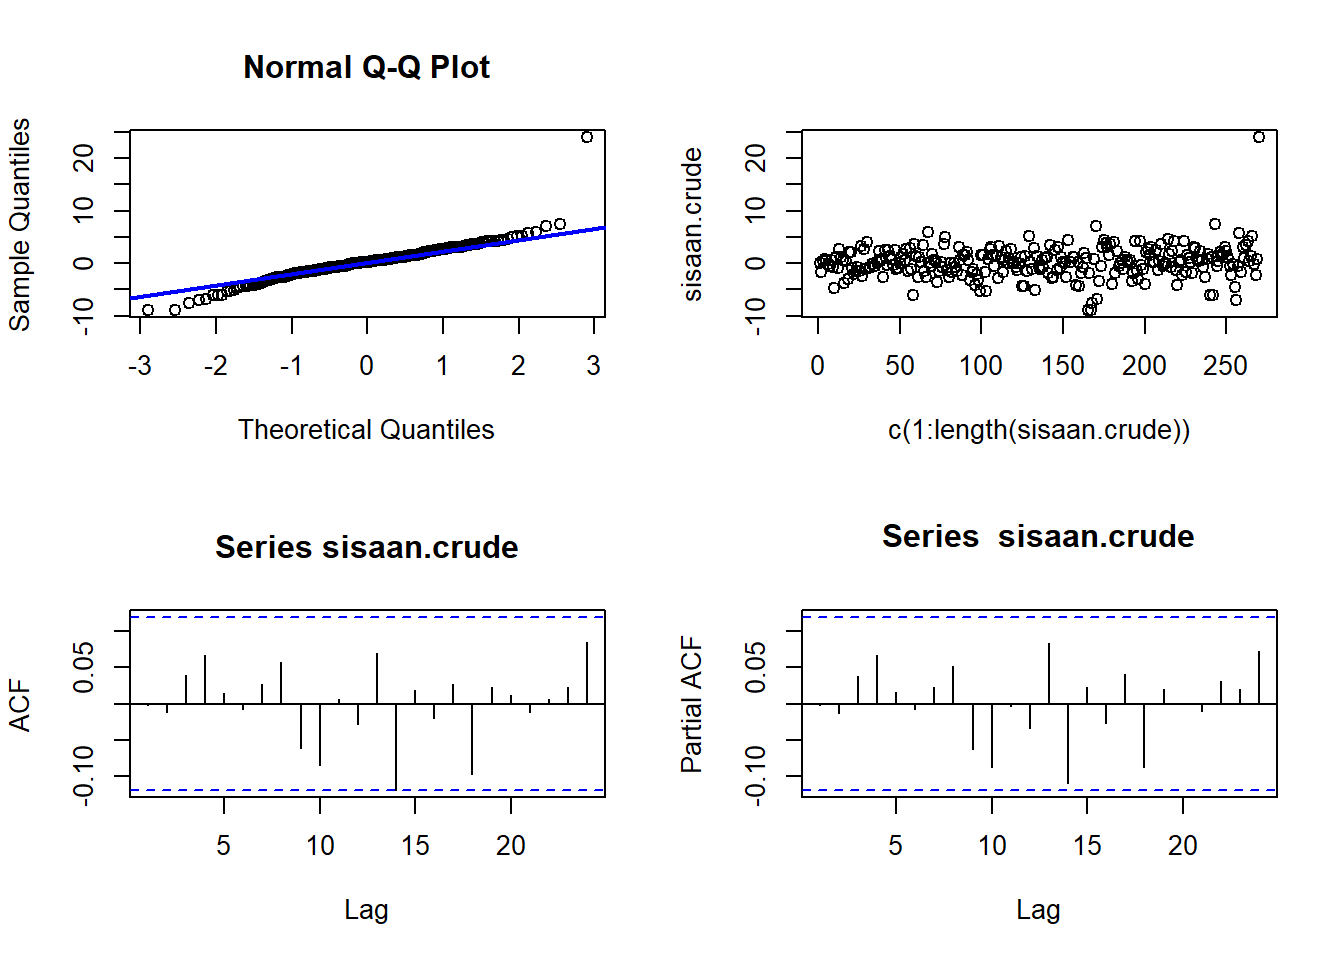 Normal Q-Q Plot
Sample Quantiles
-10 0 10 20
-3 -2 -1 0 1 2 3
Theoretical Quantiles
sisaan.crude
-10 0 10 20
0 50 100 150 200 250
c(1:length(sisaan.crude))
Series sisaan.crude
ACF
-0.10 0.05
5 10 15 20
Lag
Series  sisaan.crude
Partial ACF
-0.10 0.05
5 10 15 20
Lag